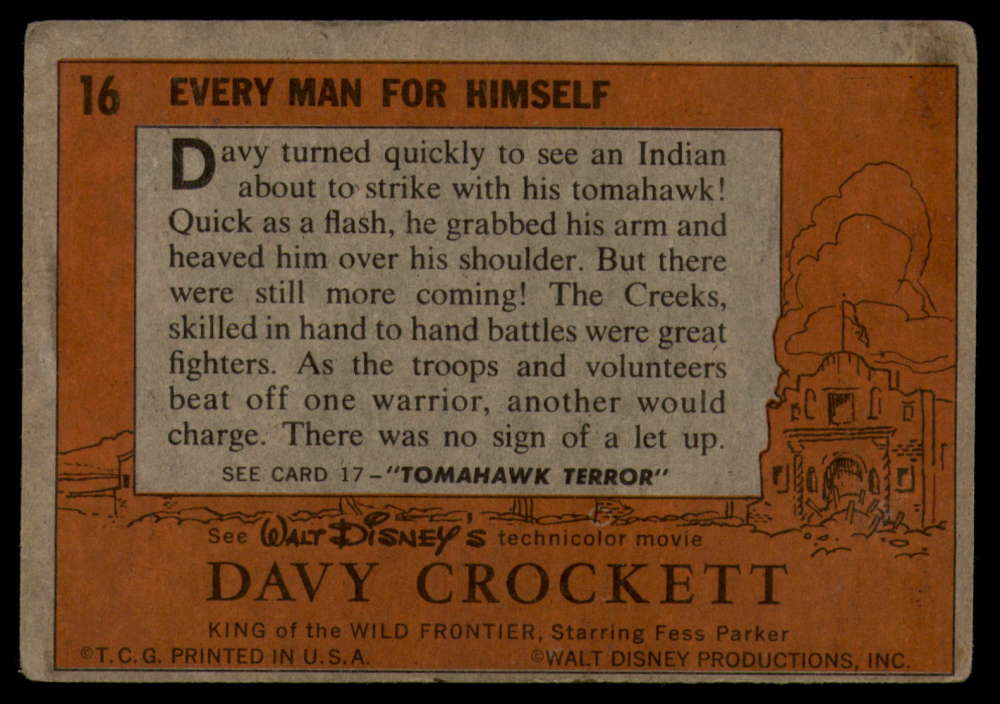 16 EVERY MAN FOR HIMSELF
Davy turned quickly to see an Indian
about to strike with his tomahawk!
Quick as a flash, he grabbed his arm and
heaved him over his shoulder. But there
were still more coming! The Creeks,
skilled in hand to hand battles were great
fighters. As the troops and volunteers
beat off one warrior, another would
charge. There was no sign of a let up.
SEE CARD 17-"TOMAHAWK TERROR"
See WALT DISNEY'S technicolor movie
DAVY CROCKETT
KING of the WILD FRONTIER, Starring Fess Parker
©T.C.G. PRINTED IN U.S.A. ©WALT DISNEY PRODUCTIONS, INC.